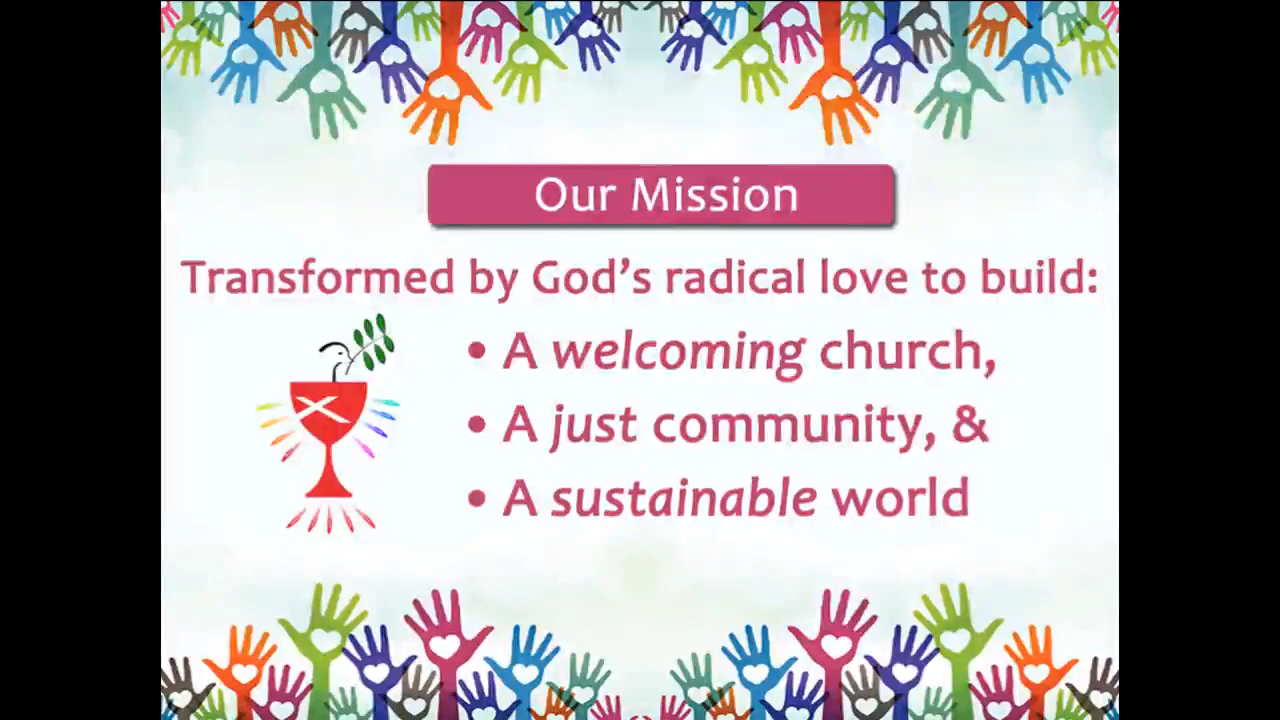 Our Mission
Transformed by God’s radical love to build:
• A welcoming church,
• A just community, &
• A sustainable world